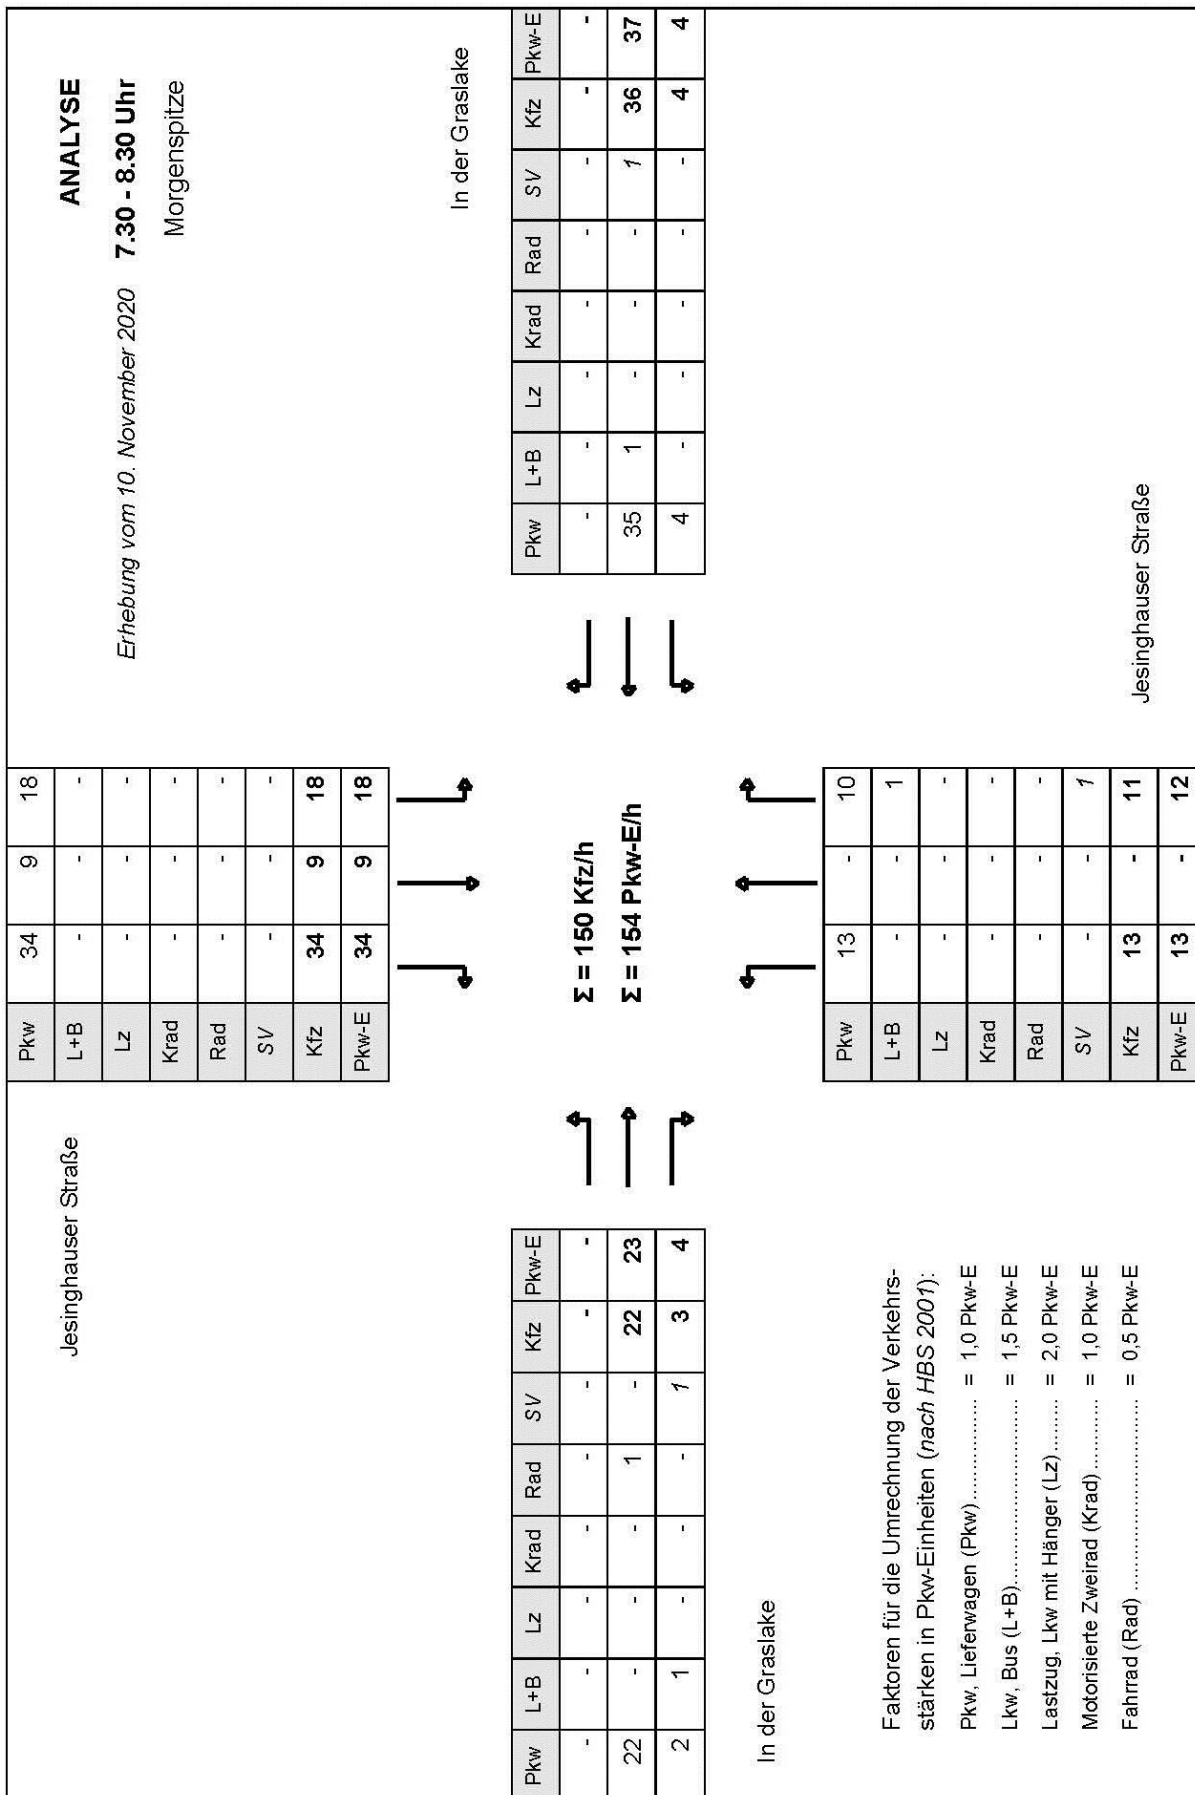 Jesinghauser Straße
Pkw 34 9 18
L+B - - -
Lz - - -
Krad - - -
Rad - - -
SV - - -
Kfz 34 9 18
Pkw-E 34 9 18
ANALYSE
Erhebung vom 10. November 2020 7.30 - 8.30 Uhr
Morgenspitze
In der Graslake
Pkw L+B Lz Krad Rad SV Kfz Pkw-E
- - - - - - - -
22 - - - 1 - 22 23
2 1 - - - 1 3 4
Σ = 150 Kfz/h
Σ = 154 Pkw-E/h
In der Graslake
Pkw L+B Lz Krad Rad SV Kfz Pkw-E
- - - - - - - -
35 1 - - - 1 36 37
4 - - - - - 4 4
Faktoren für die Umrechnung der Verkehrs-
stärken in Pkw-Einheiten (nach HBS 2001):
Pkw, Lieferwagen (Pkw)................. = 1,0 Pkw-E
Lkw, Bus (L+B)............................... = 1,5 Pkw-E
Lastzug, Lkw mit Hänger (Lz)......... = 2,0 Pkw-E
Motorisierte Zweirad (Krad)............ = 1,0 Pkw-E
Fahrrad (Rad) ................................ = 0,5 Pkw-E
Pkw 13 - 10
L+B - - 1
Lz - - -
Krad - - -
Rad - - -
SV - - 1
Kfz 13 - 11
Pkw-E 13 - 12
Jesinghauser Straße